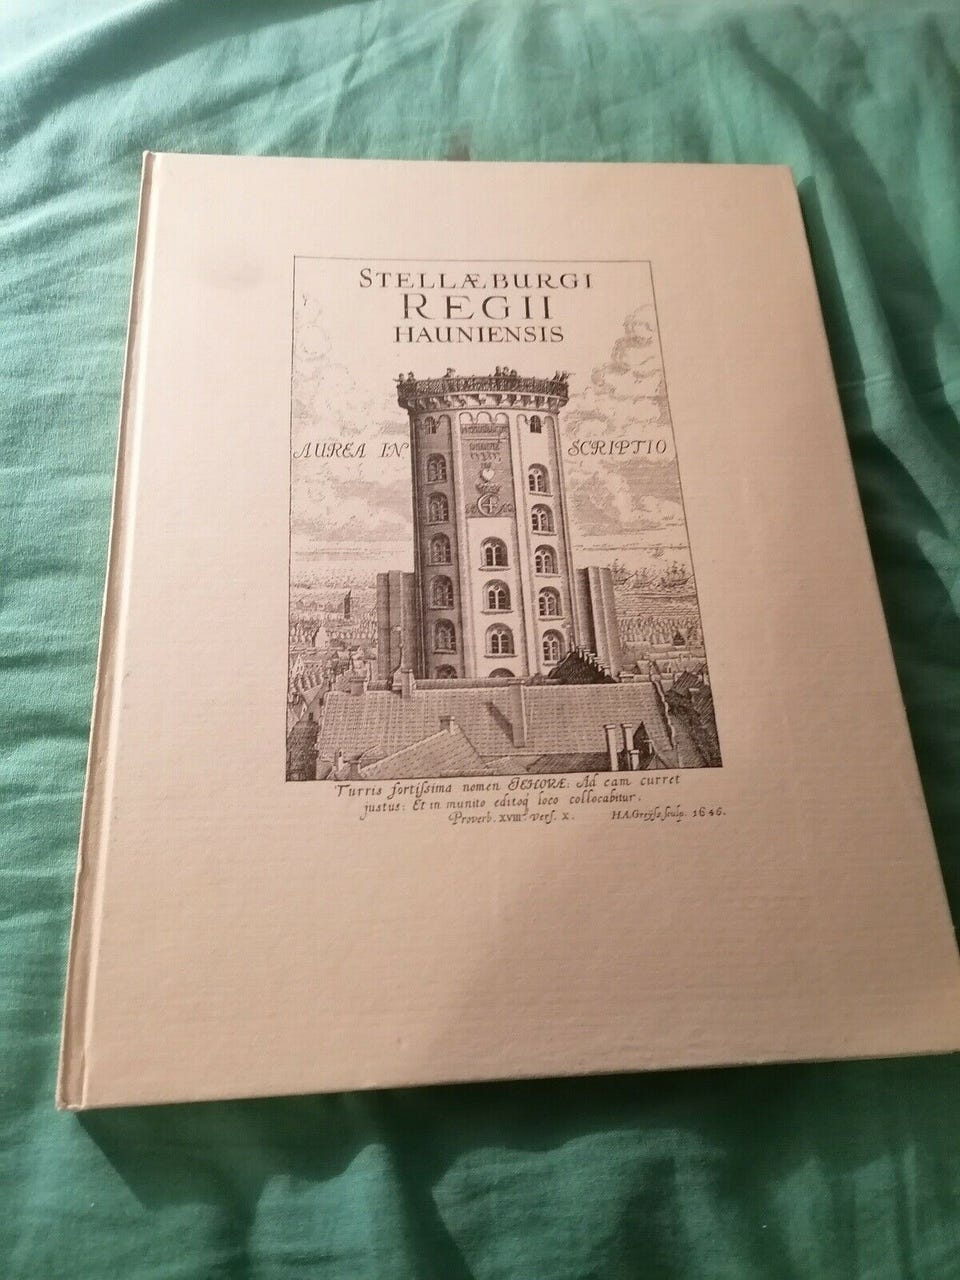 STELLÆBURGI
REGII
HAUNIENSIS
AUREA IN SCRIPTIO
Turris fortissima nomen JEHOVÆ: Ad eam curret
justus: Et in munito editoq loco collocabitur.
Proverb. XVIII vers. X. H.A.Greÿsz sculp. 1646.